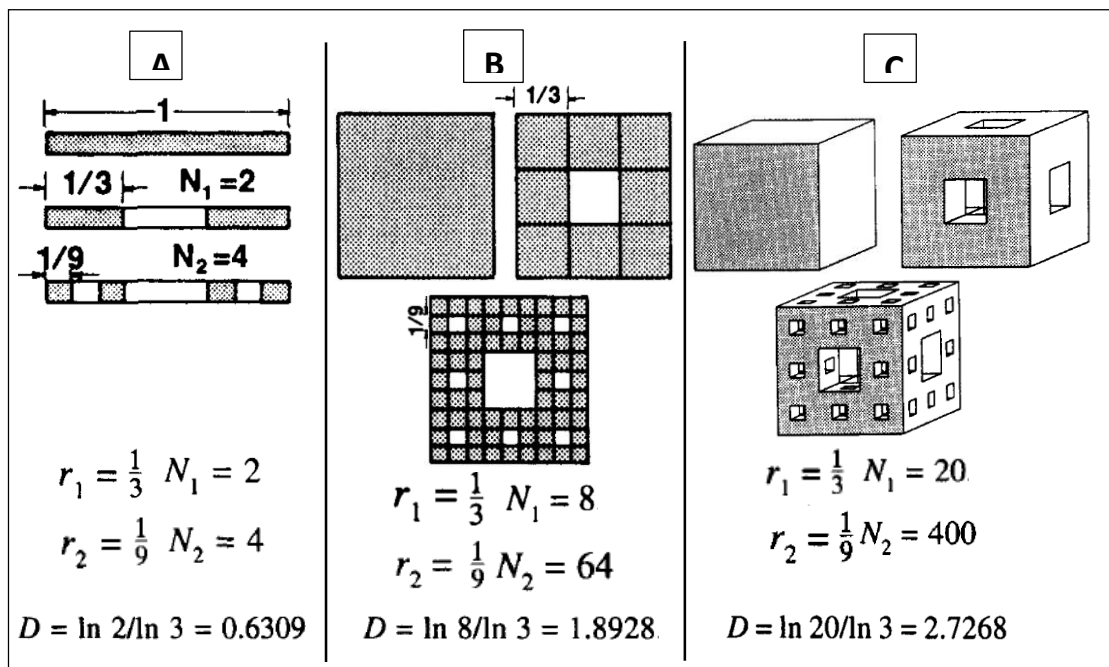 A
1
1/3 N₁ =2
1/9 N₂ =4
r₁ = 1/3 N₁ = 2
r₂ = 1/9 N₂ = 4
D = ln 2/ln 3 = 0.6309
B
1/3
1/9
r₁ = 1/3 N₁ = 8
r₂ = 1/9 N₂ = 64
D = ln 8/ln 3 = 1.8928
C
r₁ = 1/3 N₁ = 20
r₂ = 1/9 N₂ = 400
D = ln 20/ln 3 = 2.7268